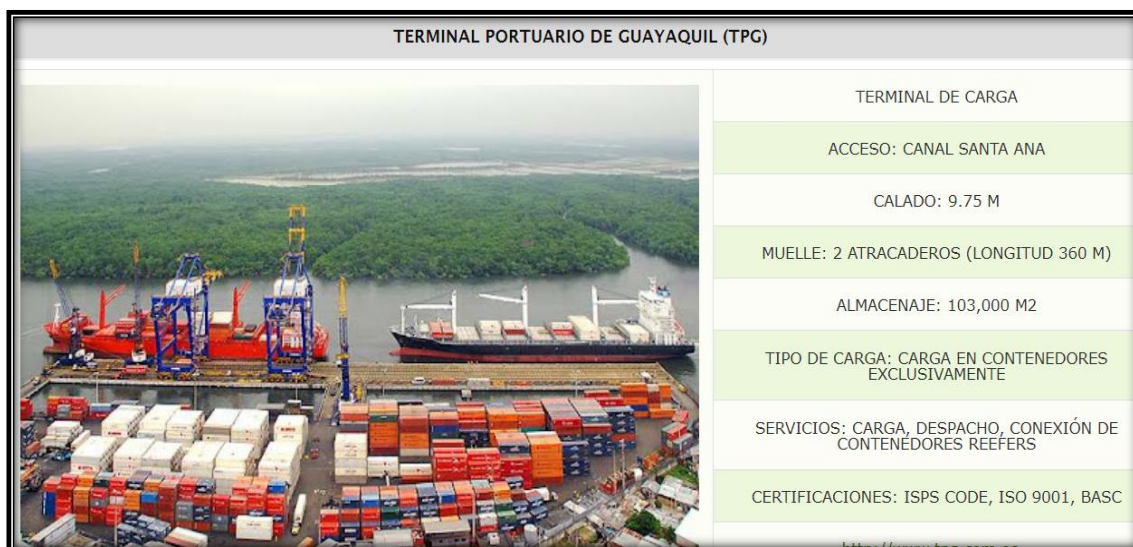 TERMINAL PORTUARIO DE GUAYAQUIL (TPG)
TERMINAL DE CARGA
ACCESO: CANAL SANTA ANA
CALADO: 9.75 M
MUELLE: 2 ATRACADEROS (LONGITUD 360 M)
ALMACENAJE: 103,000 M2
TIPO DE CARGA: CARGA EN CONTENEDORES
EXCLUSIVAMENTE
SERVICIOS: CARGA, DESPACHO, CONEXIÓN DE
CONTENEDORES REEFERS
CERTIFICACIONES: ISPS CODE, ISO 9001, BASC